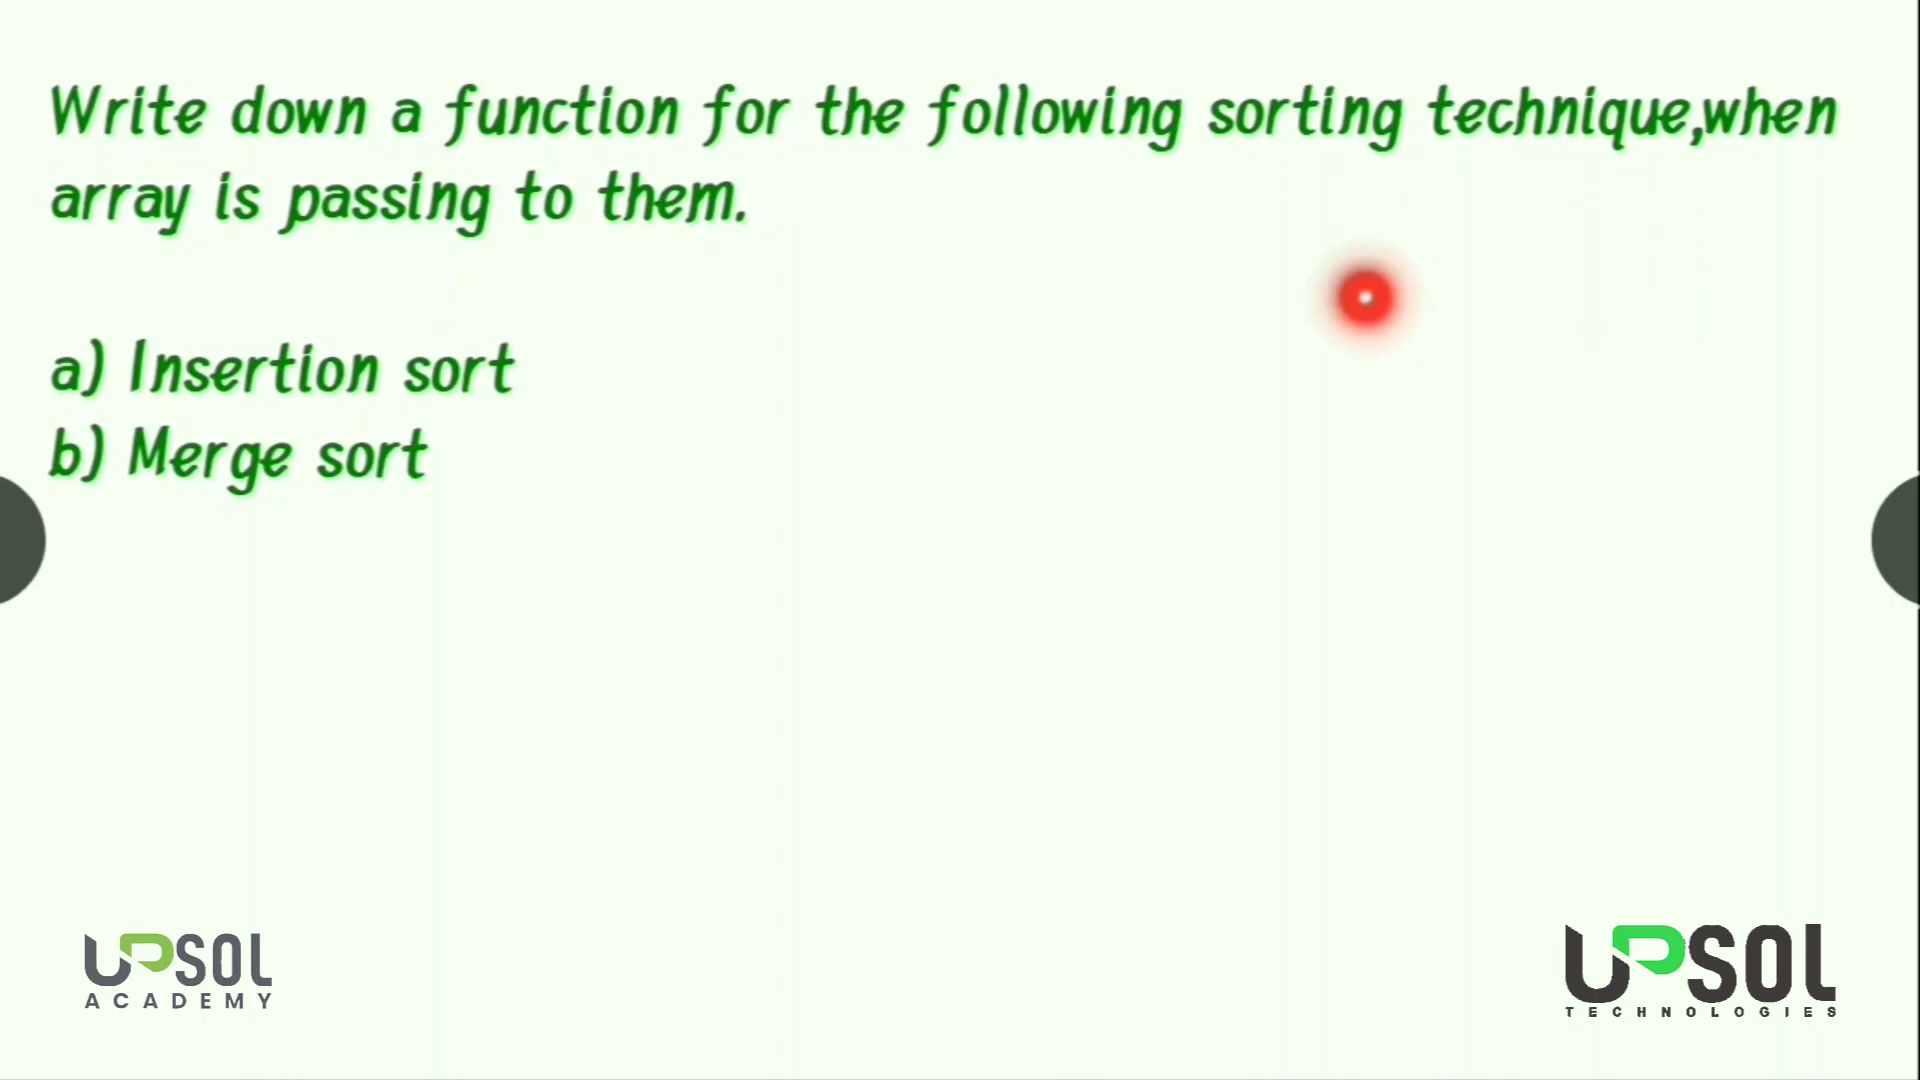 Write down a function for the following sorting technique,when
array is passing to them.
a) Insertion sort
b) Merge sort
UPSOL
ACADEMY
UPSOL
TECHNOLOGIES